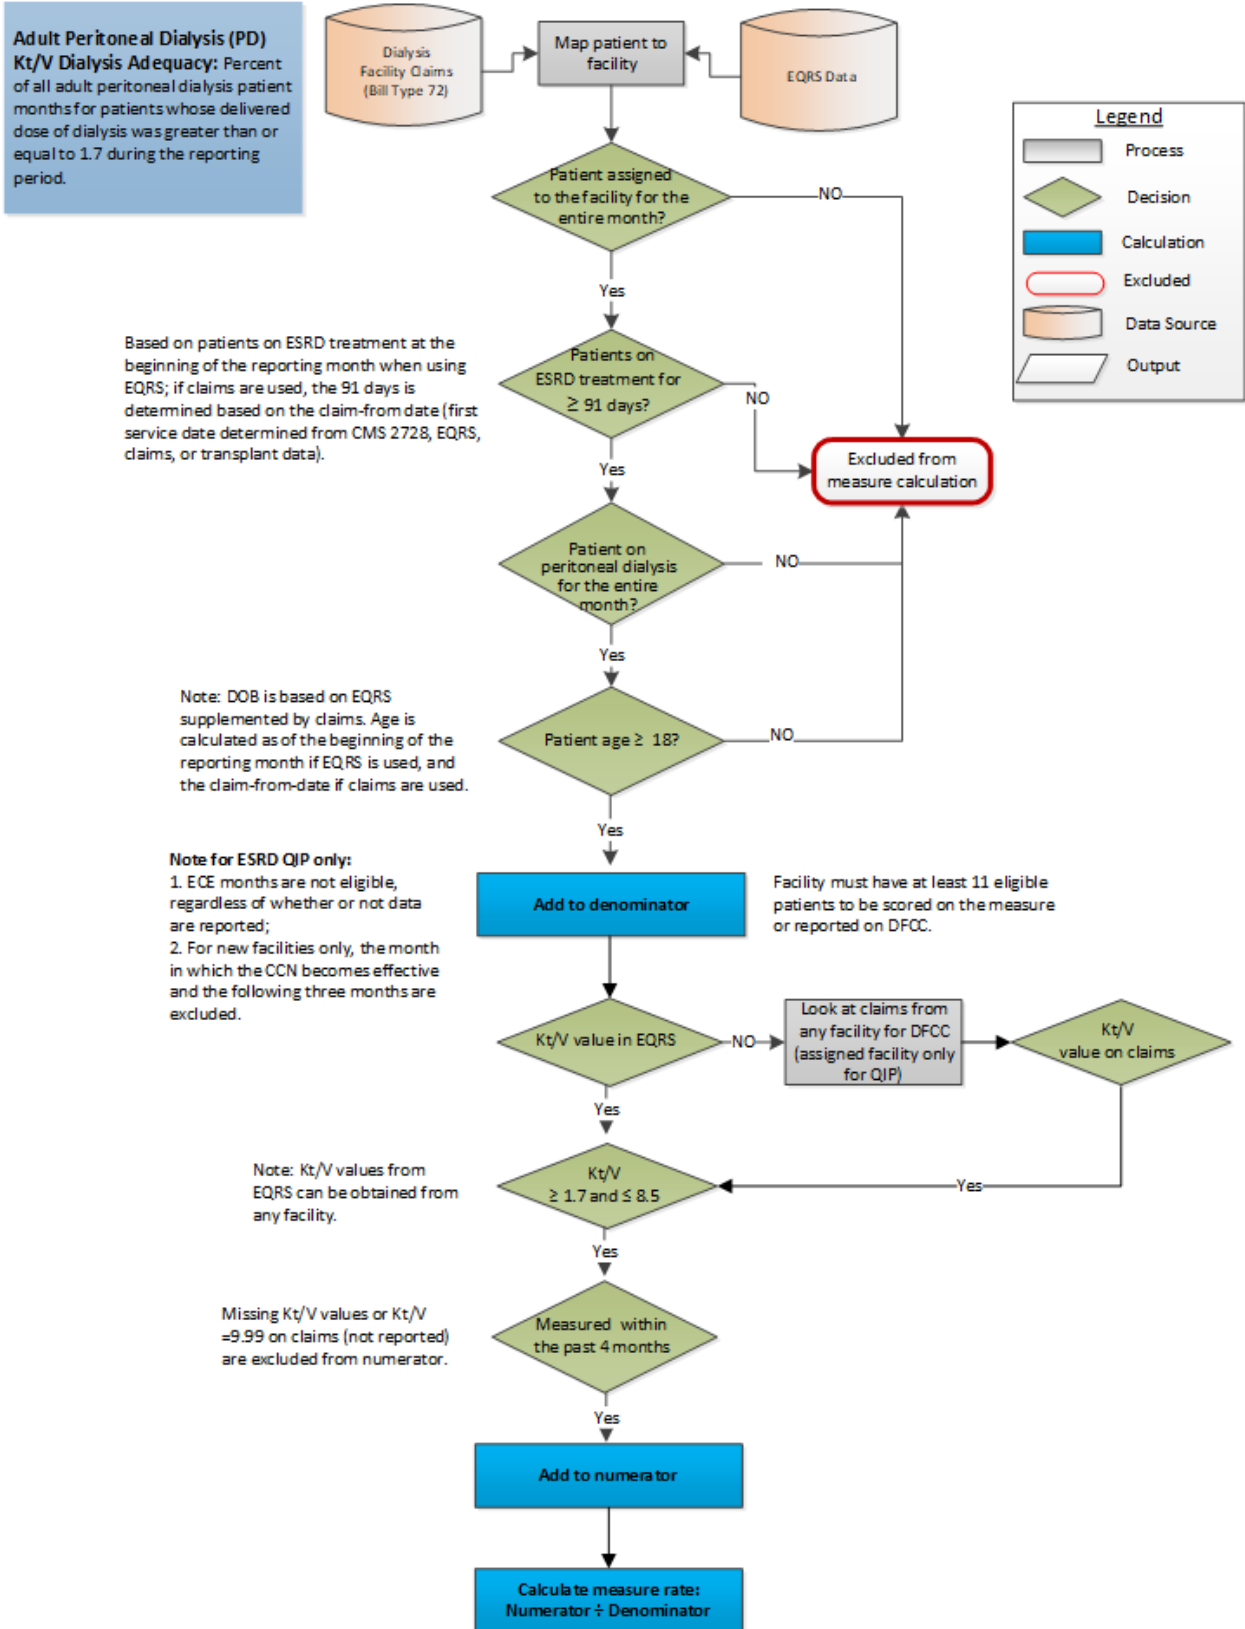 Adult Peritoneal Dialysis (PD)
Kt/V Dialysis Adequacy: Percent
of all adult peritoneal dialysis patient
months for patients whose delivered
dose of dialysis was greater than or
equal to 1.7 during the reporting
period.
Dialysis
Facility Claims
(Bill Type 72)
Map patient to
facility
EQRS Data
Legend
Process
Decision
Calculation
Excluded
Data Source
Output
Patient assigned
to the facility for the
entire month?
NO
Yes
Based on patients on ESRD treatment at the
beginning of the reporting month when using
EQRS; if claims are used, the 91 days is
determined based on the claim-from date (first
service date determined from CMS 2728, EQRS,
claims, or transplant data).
Patients on
ESRD treatment for
≥ 91 days?
NO
Excluded from
measure calculation
Yes
Patient on
peritoneal dialysis
for the entire
month?
NO
Yes
Note: DOB is based on EQRS
supplemented by claims. Age is
calculated as of the beginning of the
reporting month if EQRS is used, and
the claim-from-date if claims are used.
Patient age ≥ 18?
NO
Yes
Note for ESRD QIP only:
1. ECE months are not eligible,
regardless of whether or not data
are reported;
2. For new facilities only, the month
in which the CCN becomes effective
and the following three months are
excluded.
Add to denominator
Facility must have at least 11 eligible
patients to be scored on the measure
or reported on DFCC.
Kt/V value in EQRS
NO
Look at claims from
any facility for DFCC
(assigned facility only
for QIP)
Kt/V
value on claims
Yes
Note: Kt/V values from
EQRS can be obtained from
any facility.
Kt/V
≥ 1.7 and ≤ 8.5
Yes
Yes
Missing Kt/V values or Kt/V
=9.99 on claims (not reported)
are excluded from numerator.
Measured within
the past 4 months
Yes
Add to numerator
Calculate measure rate:
Numerator ÷ Denominator